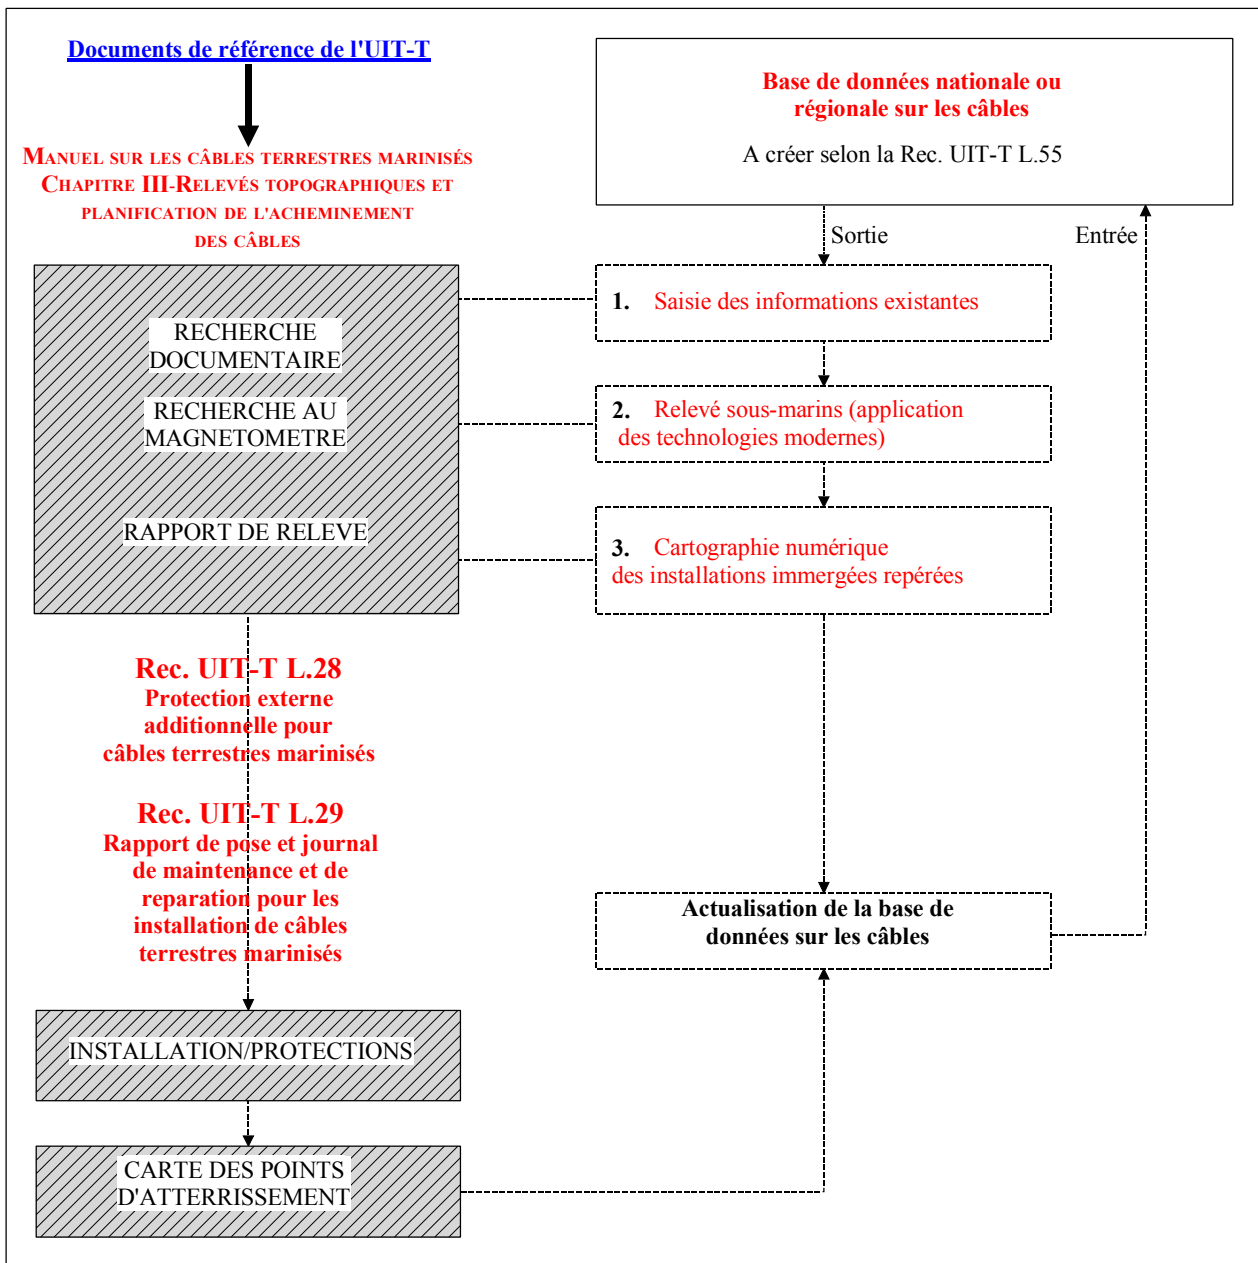 Documents de référence de l'UIT-T
MANUEL SUR LES CÂBLES TERRESTRES MARINISÉS
CHAPITRE III-RELEVÉS TOPOGRAPHIQUES ET
PLANIFICATION DE L'ACHEMINEMENT
DES CÂBLES
RECHERCHE
DOCUMENTAIRE
RECHERCHE AU
MAGNETOMETRE
RAPPORT DE RELEVE
Rec. UIT-T L.28
Protection externe
additionnelle pour
câbles terrestres marinisés
Rec. UIT-T L.29
Rapport de pose et journal
de maintenance et de
reparation pour les
installation de câbles
terrestres marinisés
INSTALLATION/PROTECTIONS
CARTE DES POINTS
D'ATTERRISSEMENT
Base de données nationale ou
régionale sur les câbles
A créer selon la Rec. UIT-T L.55
Sortie
Entrée
1. Saisie des informations existantes
2. Relevé sous-marins (application
des technologies modernes)
3. Cartographie numérique
des installations immergées repérées
Actualisation de la base de
données sur les câbles